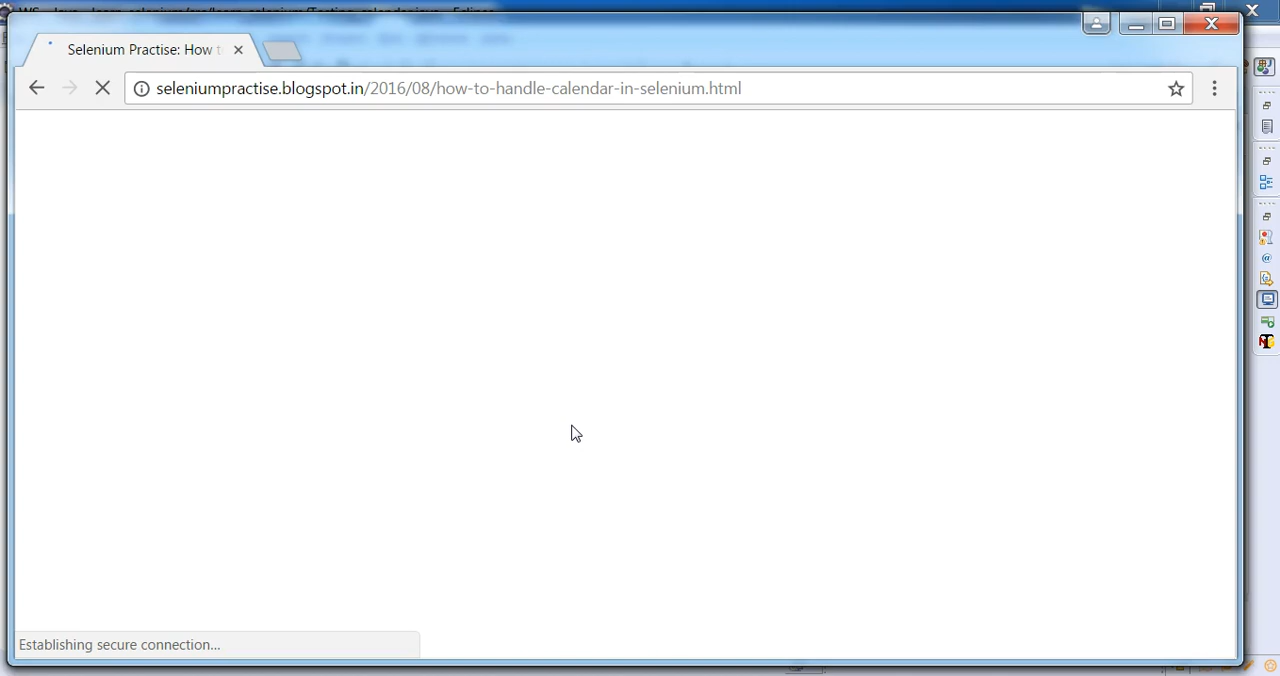 Selenium Practise: How t
seleniumpractise.blogspot.in/2016/08/how-to-handle-calendar-in-selenium.html
Establishing secure connection...